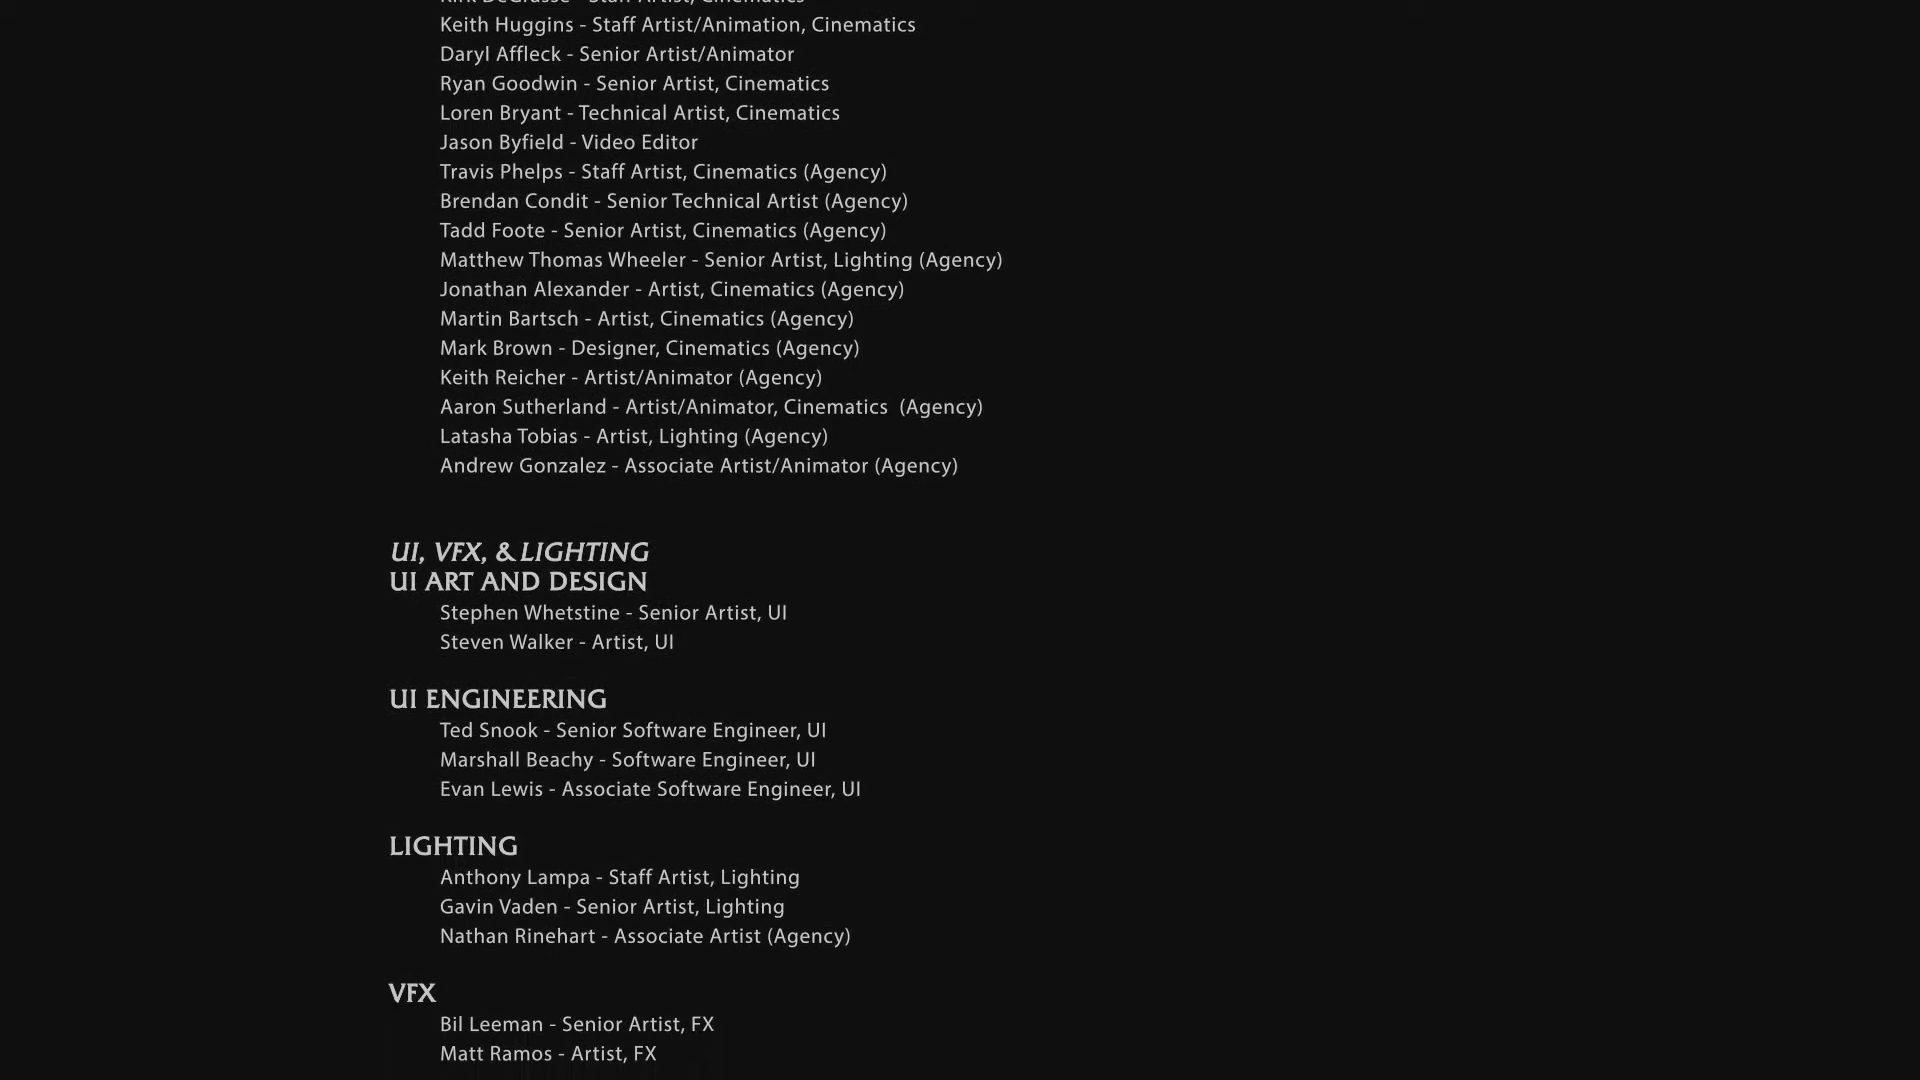 Kirk DeGrasse - Staff Artist, Cinematics
Keith Huggins - Staff Artist/Animation, Cinematics
Daryl Affleck - Senior Artist/Animator
Ryan Goodwin - Senior Artist, Cinematics
Loren Bryant - Technical Artist, Cinematics
Jason Byfield - Video Editor
Travis Phelps - Staff Artist, Cinematics (Agency)
Brendan Condit - Senior Technical Artist (Agency)
Tadd Foote - Senior Artist, Cinematics (Agency)
Matthew Thomas Wheeler - Senior Artist, Lighting (Agency)
Jonathan Alexander - Artist, Cinematics (Agency)
Martin Bartsch - Artist, Cinematics (Agency)
Mark Brown - Designer, Cinematics (Agency)
Keith Reicher - Artist/Animator (Agency)
Aaron Sutherland - Artist/Animator, Cinematics  (Agency)
Latasha Tobias - Artist, Lighting (Agency)
Andrew Gonzalez - Associate Artist/Animator (Agency)
UI, VFX, & LIGHTING
UI ART AND DESIGN
Stephen Whetstine - Senior Artist, UI
Steven Walker - Artist, UI
UI ENGINEERING
Ted Snook - Senior Software Engineer, UI
Marshall Beachy - Software Engineer, UI
Evan Lewis - Associate Software Engineer, UI
LIGHTING
Anthony Lampa - Staff Artist, Lighting
Gavin Vaden - Senior Artist, Lighting
Nathan Rinehart - Associate Artist (Agency)
VFX
Bil Leeman - Senior Artist, FX
Matt Ramos - Artist, FX